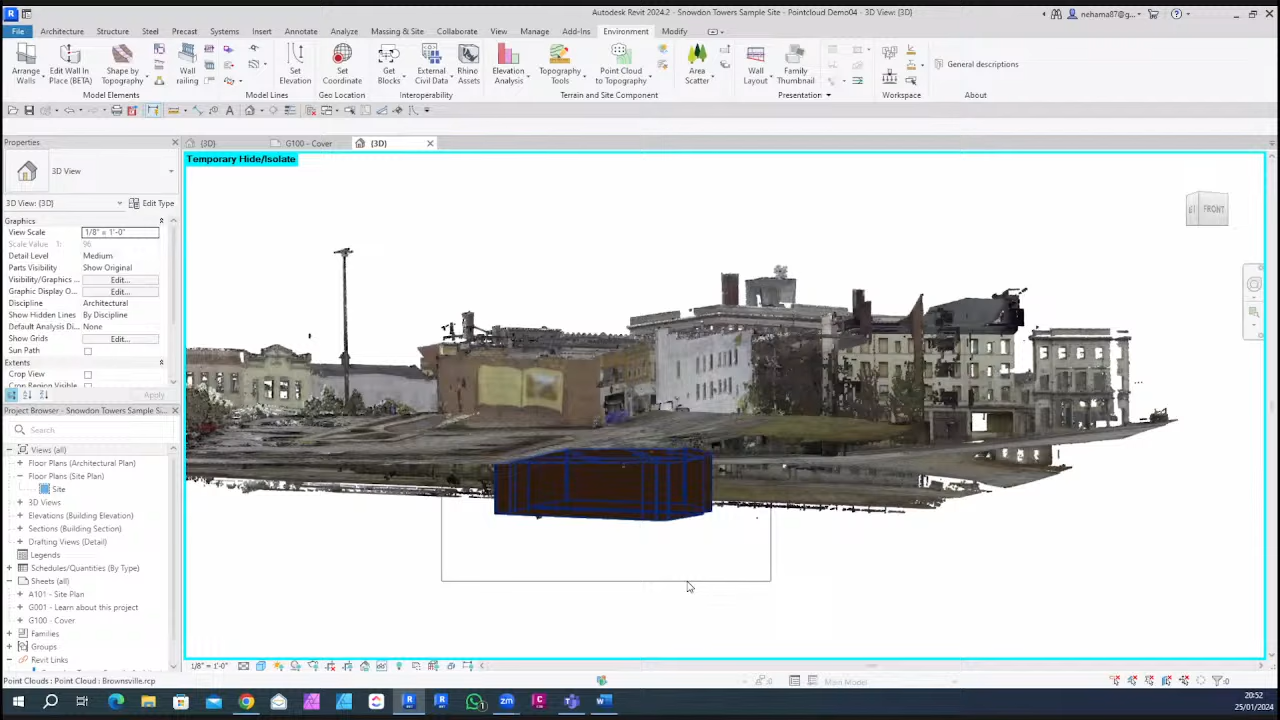 Autodesk Revit 2024.2 - Snowdon Towers Sample Site - Pointcloud Demo04 - 3D View: {3D}
nehama87@g...
File Architecture Structure Steel Precast Systems Insert Annotate Analyze Massing & Site Collaborate View Manage Add-Ins Environment Modify
Arrange Walls
Edit Wall In Place (BETA)
Shape by Topography
Wall railing
Set Elevation
Set Coordinate
Get Blocks
External Civil Data
Rhino Assets
Elevation Analysis
Topography Tools
Point Cloud to Topography
Area Scatter
Wall Layout
Family Thumbnail
General descriptions
Model Elements
Model Lines
Geo Location
Interoperability
Terrain and Site Component
Presentation
Workspace
About
Properties
{3D}
G100 - Cover
{3D}
Temporary Hide/Isolate
FRONT
3D View
3D View: {3D}
Edit Type
Graphics
View Scale 1/8" = 1'-0"
Scale Value 1: 96
Detail Level Medium
Parts Visibility Show Original
Visibility/Graphics ... Edit...
Graphic Display O... Edit...
Discipline Architectural
Show Hidden Lines By Discipline
Default Analysis Di... None
Show Grids Edit...
Sun Path
Extents
Crop View
Crop Region Visible
Apply
Project Browser - Snowdon Towers Sample Si...
Search
Views (all)
Floor Plans (Architectural Plan)
Floor Plans (Site Plan)
Site
3D Views
Elevations (Building Elevation)
Sections (Building Section)
Drafting Views (Detail)
Legends
Schedules/Quantities (By Type)
Sheets (all)
A101 - Site Plan
G001 - Learn about this project
G100 - Cover
Families
Groups
Revit Links
1/8" = 1'-0"
Point Clouds : Point Cloud : Brownsville.rcp
:0
Main Model
:0
20:52
25/01/2024